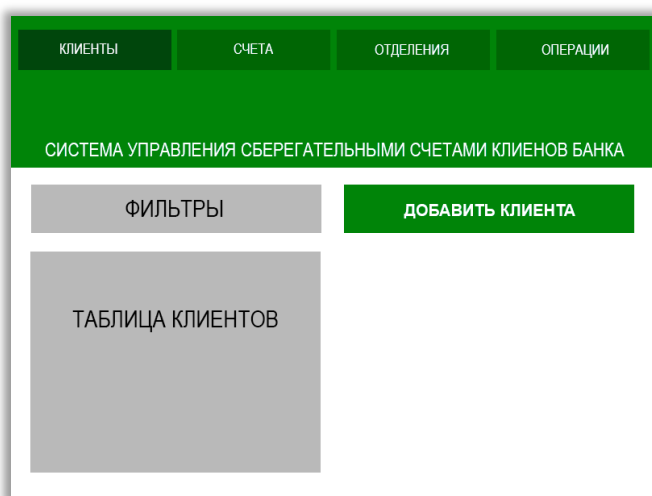 КЛИЕНТЫ СЧЕТА ОТДЕЛЕНИЯ ОПЕРАЦИИ
СИСТЕМА УПРАВЛЕНИЯ СБЕРЕГАТЕЛЬНЫМИ СЧЕТАМИ КЛИЕНОВ БАНКА
ФИЛЬТРЫ ДОБАВИТЬ КЛИЕНТА
ТАБЛИЦА КЛИЕНТОВ